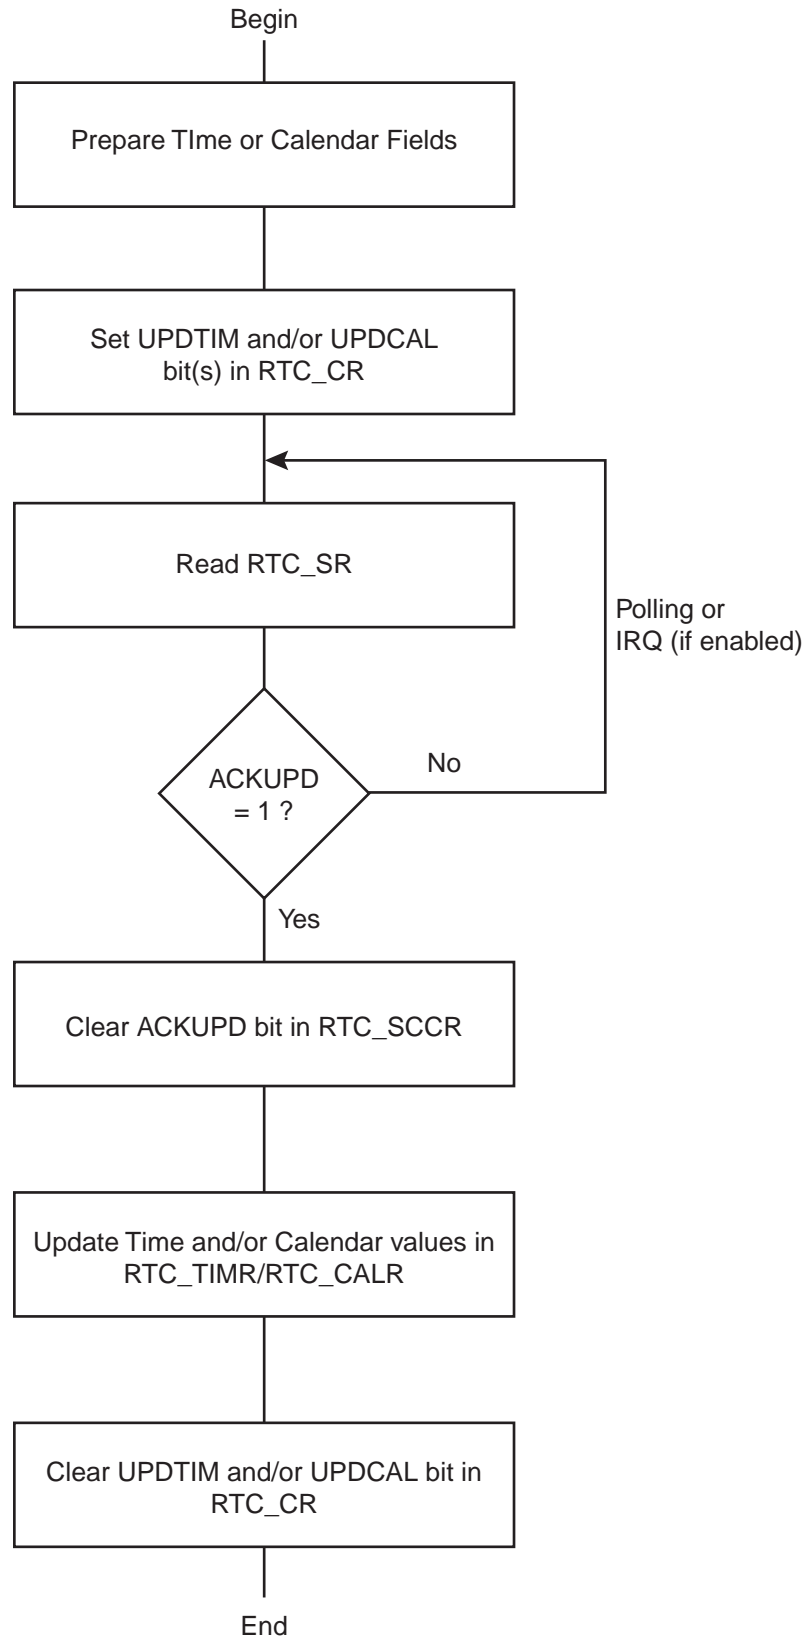 Begin
Prepare TIme or Calendar Fields
Set UPDTIM and/or UPDCAL
bit(s) in RTC_CR
Read RTC_SR
Polling or
IRQ (if enabled)
ACKUPD
= 1 ?
No
Yes
Clear ACKUPD bit in RTC_SCCR
Update Time and/or Calendar values in
RTC_TIMR/RTC_CALR
Clear UPDTIM and/or UPDCAL bit in
RTC_CR
End